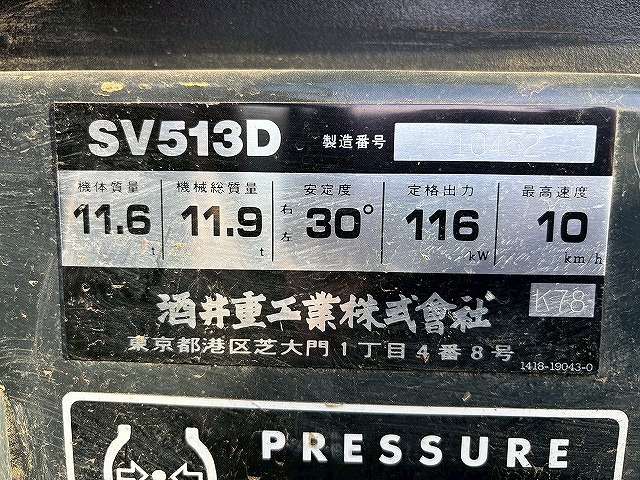 SV513D 製造番号
機体質量 機械総質量 安定度 定格出力 最高速度
11.6 t 11.9 t 右 左 30° 116 kW 10 km/h
K78
酒井重工業株式會社
東京都港区芝大門1丁目4番8号
1418-19043-0
PRESSURE